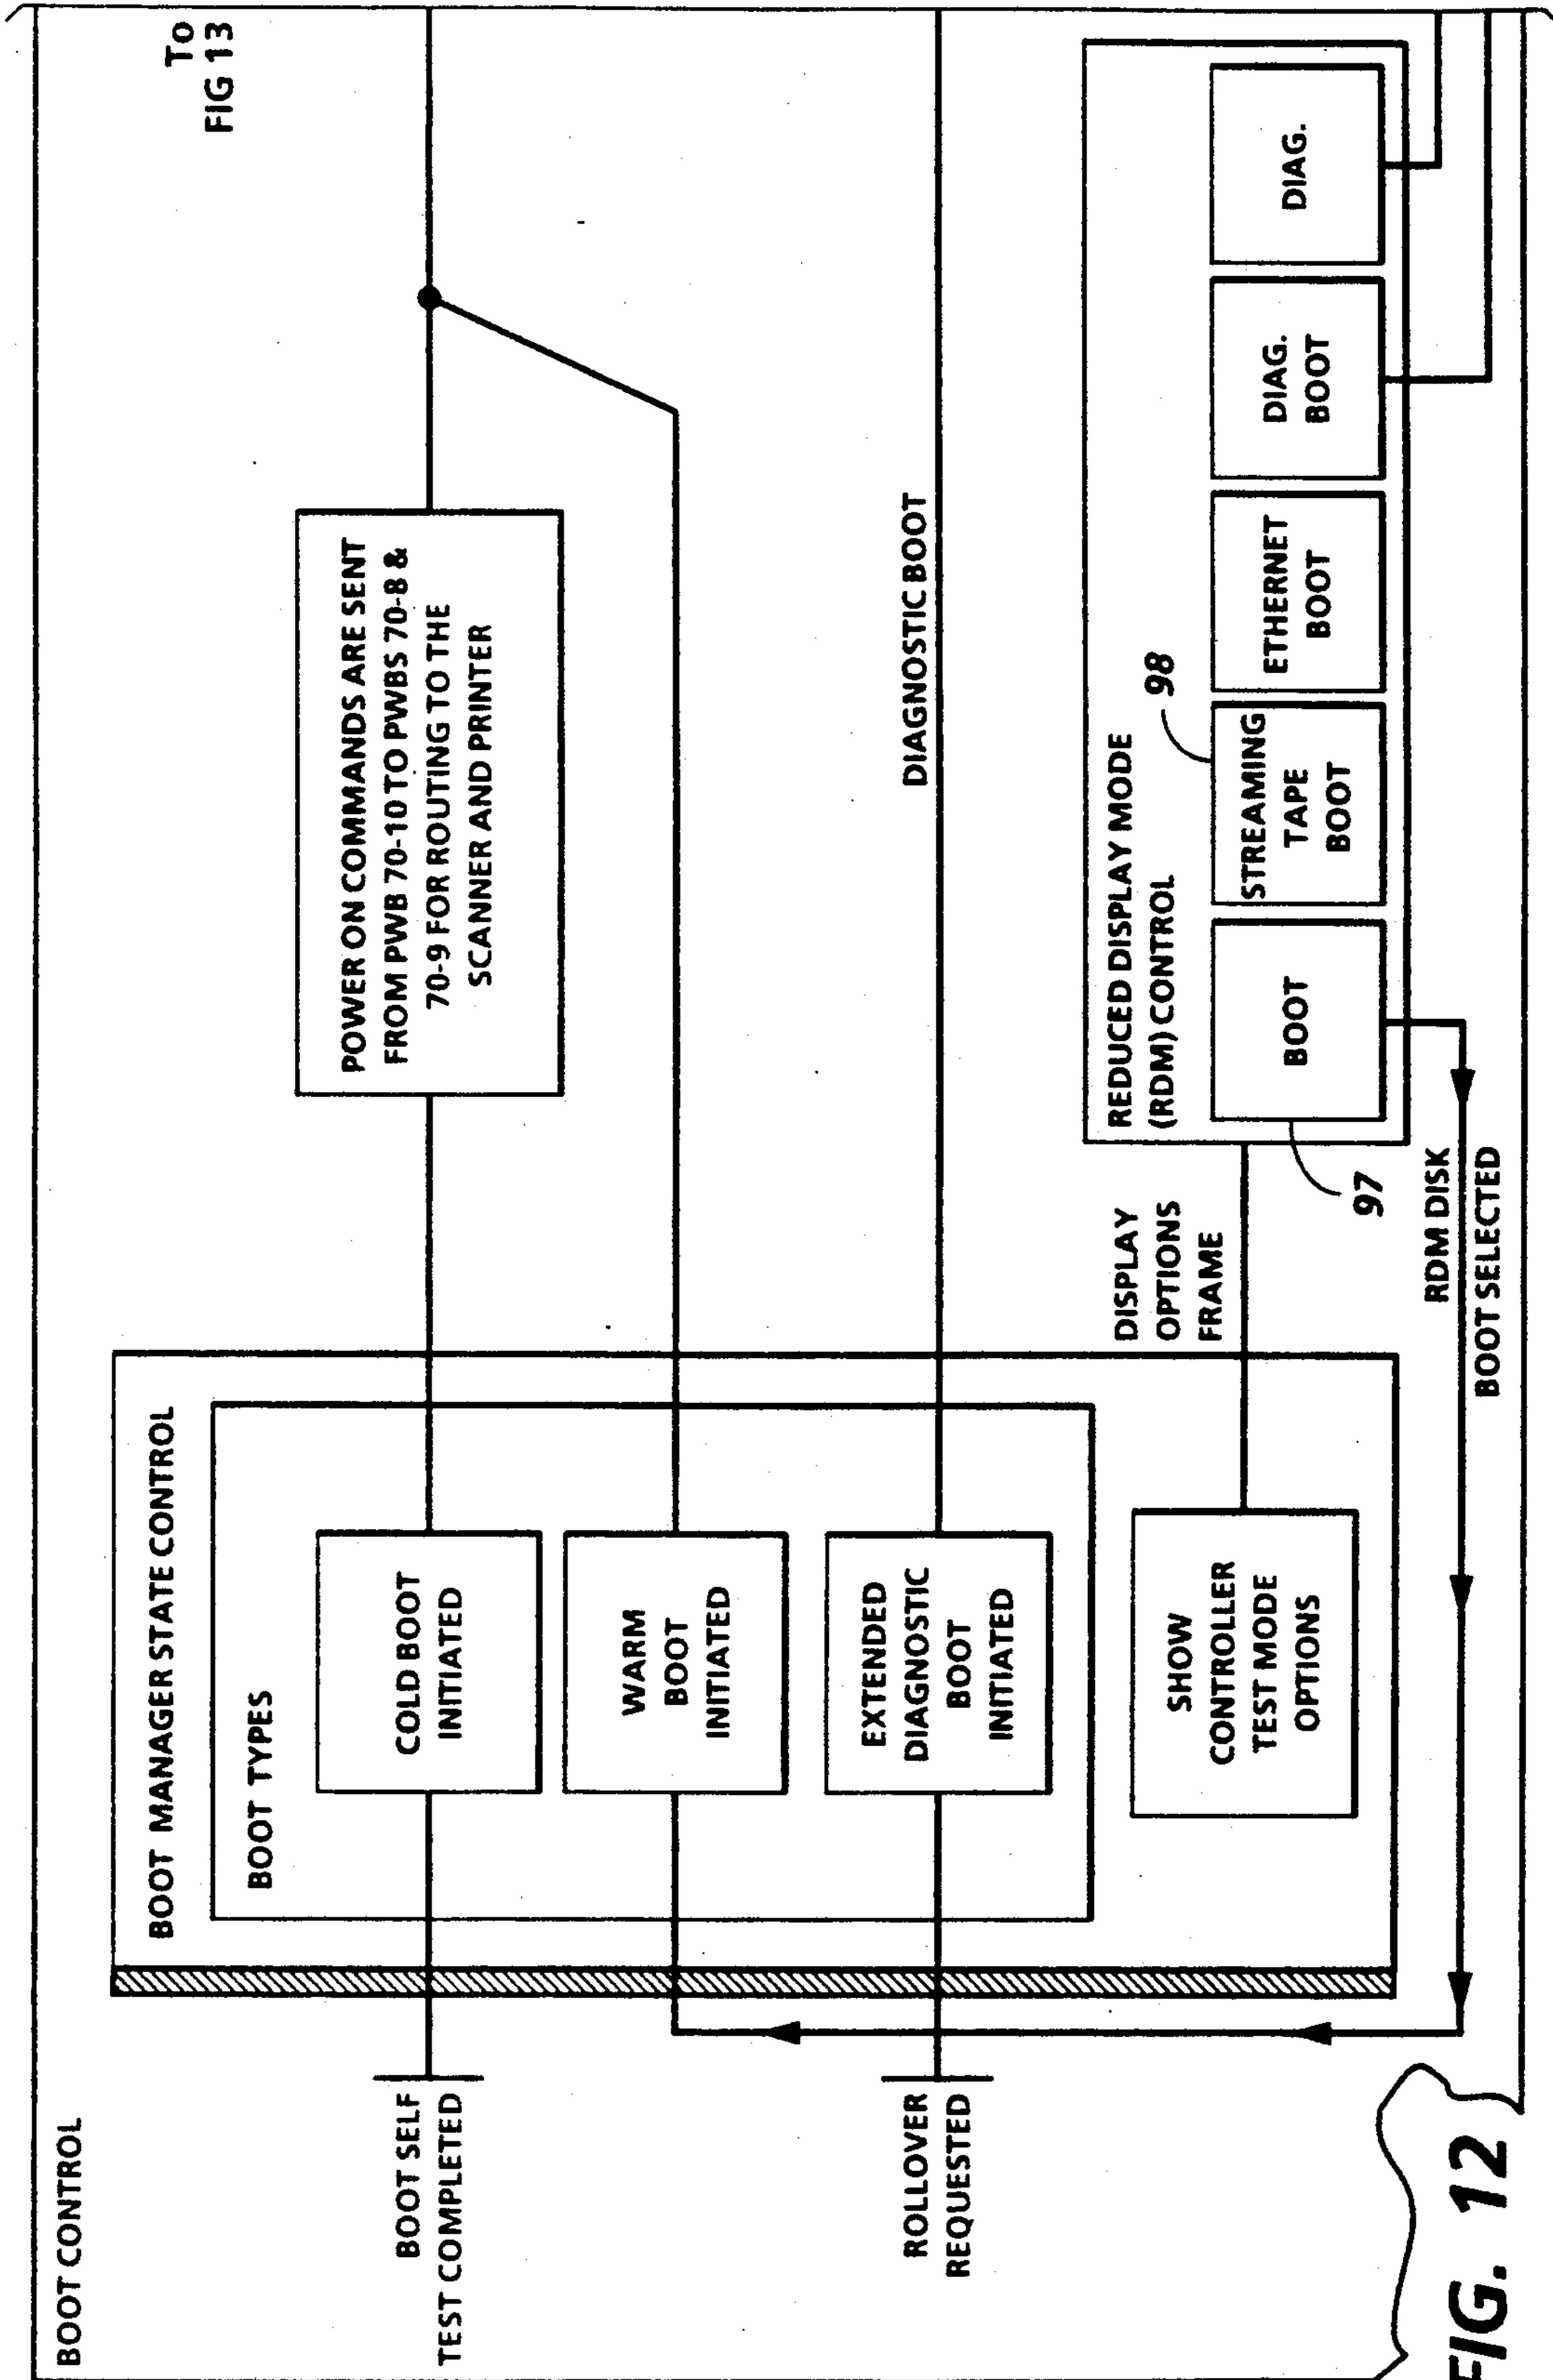 BOOT CONTROL
To
FIG 13
BOOT SELF
TEST COMPLETED
ROLLOVER
REQUESTED
BOOT MANAGER STATE CONTROL
BOOT TYPES
COLD BOOT
INITIATED
WARM
BOOT
INITIATED
EXTENDED
DIAGNOSTIC
BOOT
INITIATED
SHOW
CONTROLLER
TEST MODE
OPTIONS
POWER ON COMMANDS ARE SENT
FROM PWB 70-10 TO PWBS 70-8 &
70-9 FOR ROUTING TO THE
SCANNER AND PRINTER
DIAGNOSTIC BOOT
DISPLAY
OPTIONS
FRAME
REDUCED DISPLAY MODE
(RDM) CONTROL
98
BOOT
STREAMING
TAPE
BOOT
ETHERNET
BOOT
DIAG.
BOOT
DIAG.
97
RDM DISK
BOOT SELECTED
FIG. 12